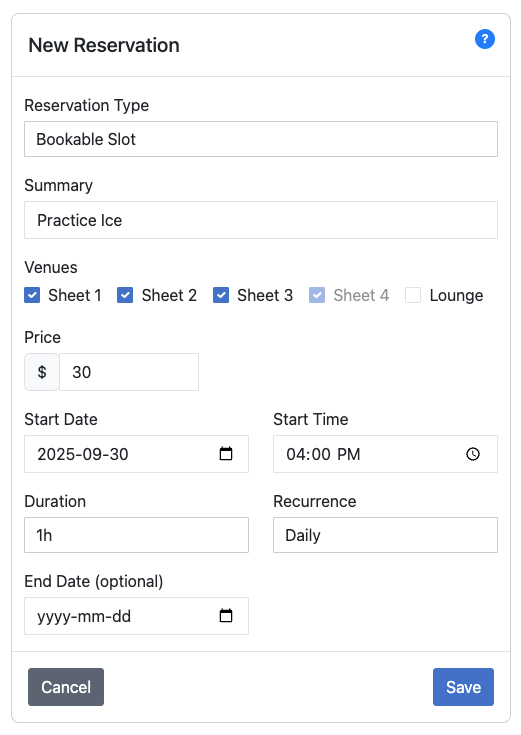 New Reservation ?
Reservation Type
Bookable Slot
Summary
Practice Ice
Venues
Sheet 1 Sheet 2 Sheet 3 Sheet 4 Lounge
Price
$ 30
Start Date Start Time
2025-09-30 04:00 PM
Duration Recurrence
1h Daily
End Date (optional)
yyyy-mm-dd
Cancel Save